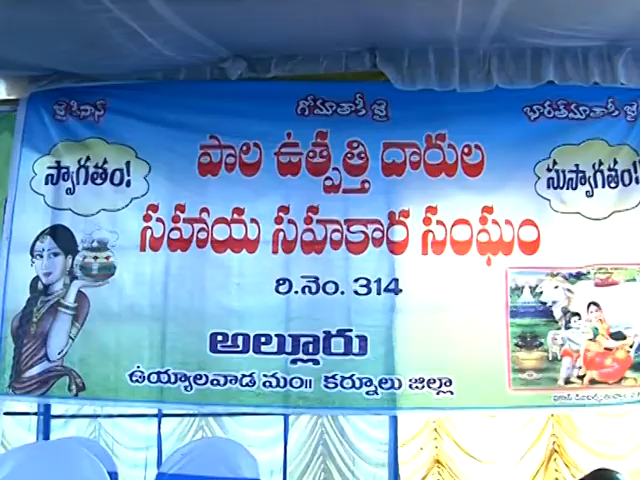 జై కిసాన్ గోమాతాకీ జై భారత్‌మాతాకీ జై
స్వాగతం! పాల ఉత్పత్తి దారుల సుస్వాగతం!
సహాయ సహకార సంఘం
రి.నెం. 314
అల్లూరు
ఉయ్యాలవాడ మం॥ కర్నూలు జిల్లా